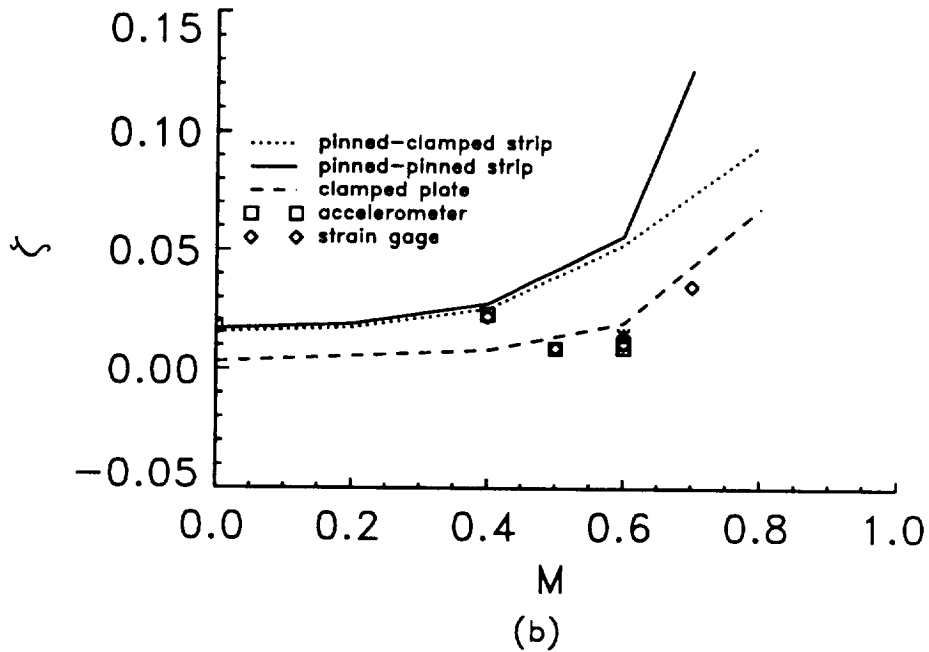 0.15
0.10
0.05
0.00
−0.05
ζ
pinned-clamped strip
pinned-pinned strip
clamped plate
accelerometer
strain gage
0.0 0.2 0.4 0.6 0.8 1.0
M
(b)